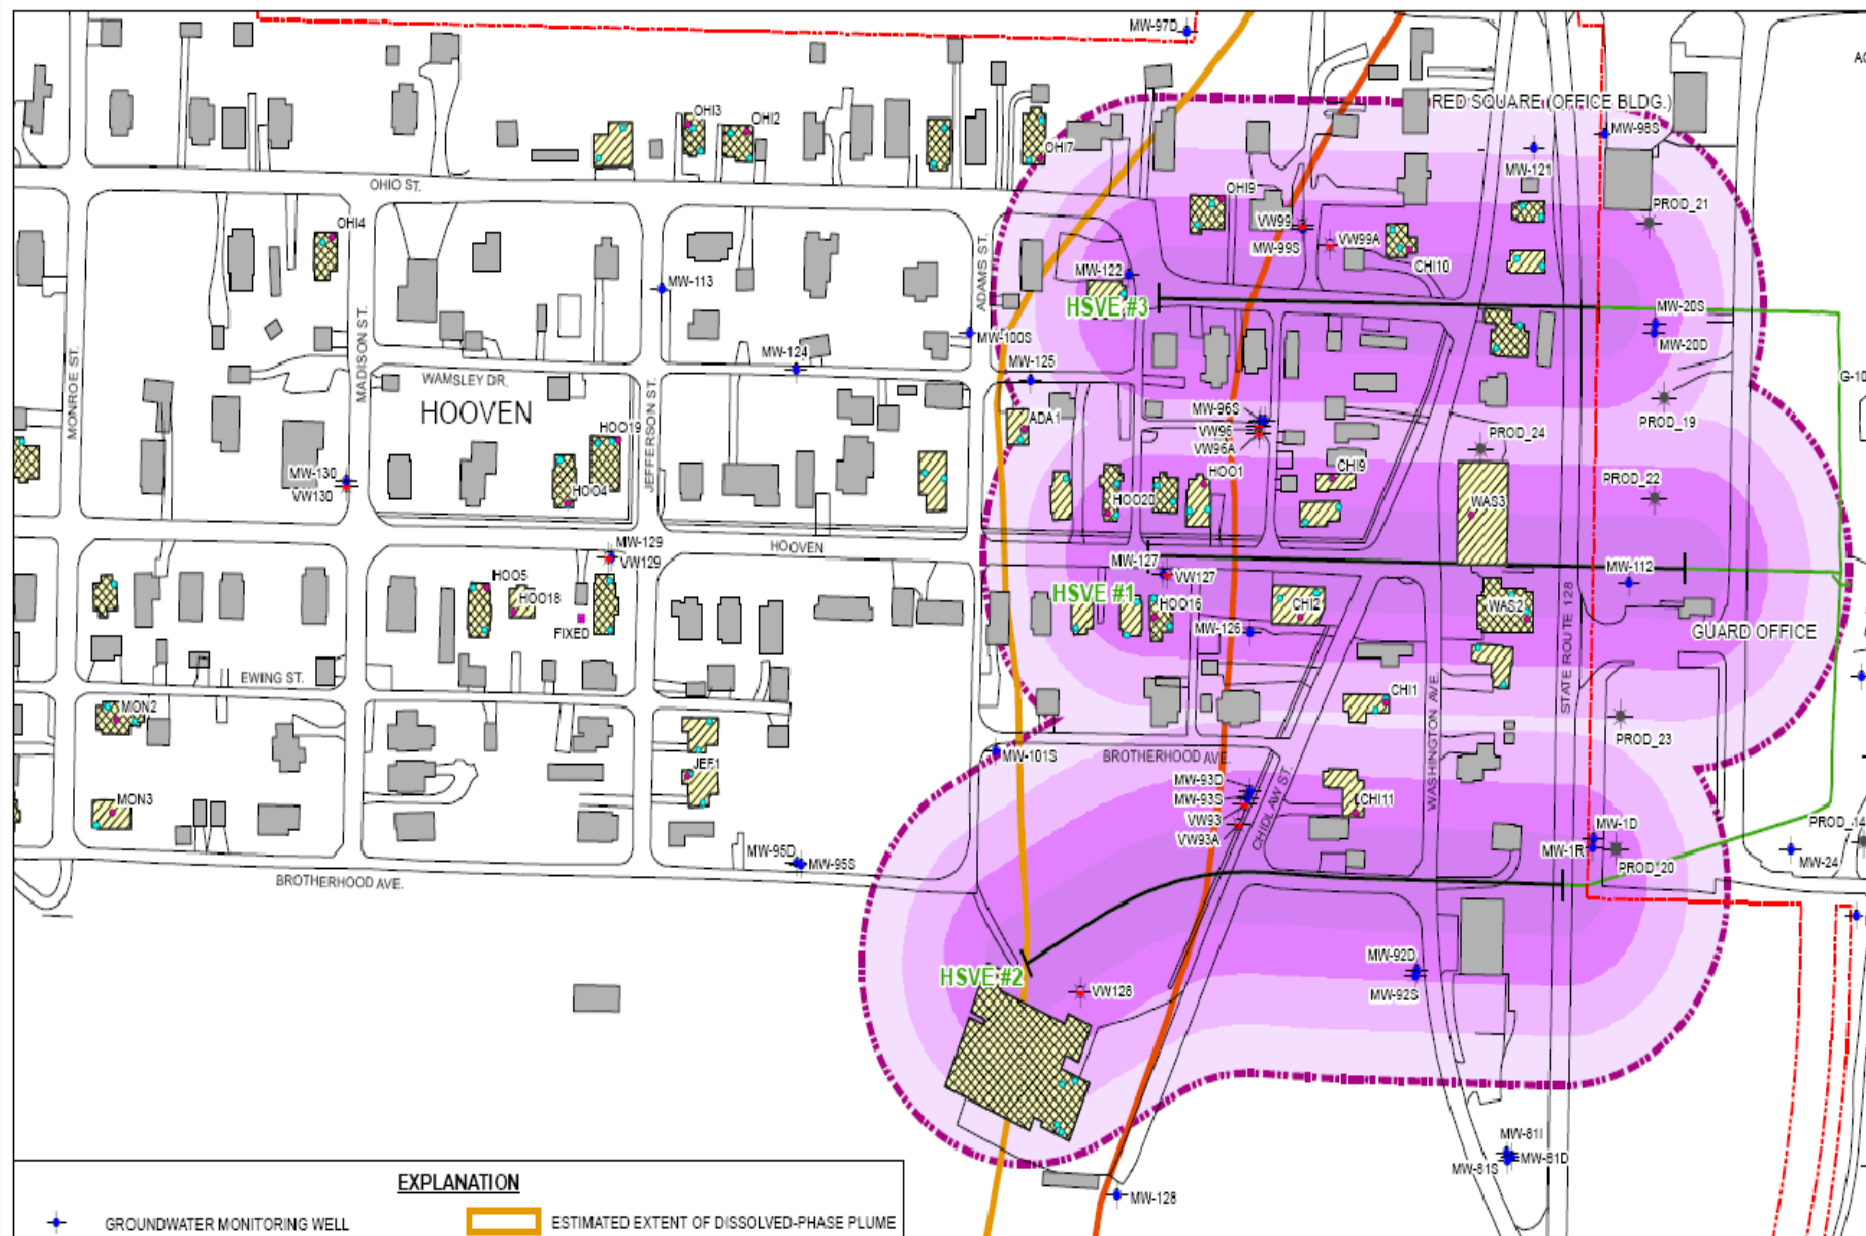 MW-97D
AC
RED SQUARE (OFFICE BLDG.)
MW-98S
OHI3
OHI2
OHI7
MW-121
OHIO ST.
OHI9
PROD_21
OHI4
VW99
MW-99S
VW99A
CHI10
ADAMS ST.
MW-122
MW-113
HSVE #3
MW-20S
MW-20D
MW-100S
MW-124
MW-125
G-10
MADISON ST.
MONROE ST.
WAMSLEY DR.
JEFFERSON ST.
HOOVEN
ADA1
MW-96S
VW96
VW96A
PROD_19
PROD_24
HOO19
HOO4
MW-130
VW130
HOO20
HOO1
CHI9
WAS3
PROD_22
HOOVEN
MW-129
VW129
MW-127
VW127
MW-112
HOO5
HOO18
FIXED
HSVE #1
HOO16
CHI2
WAS2
MW-126
GUARD OFFICE
STATE ROUTE 128
EWING ST.
WASHINGTON AVE.
CHI1
MON2
PROD_23
MW-101S
BROTHERHOOD AVE.
JEF1
MW-93D
MW-93S
VW93
VW93A
CHIDLAW ST.
CHI11
MON3
PROD_14
MW-1D
MW-1R
PROD_20
MW-24
MW-95D
MW-95S
BROTHERHOOD AVE.
HSVE #2
VW128
MW-92D
MW-92S
MW-81I
MW-81S
MW-81D
MW-128
EXPLANATION
GROUNDWATER MONITORING WELL
ESTIMATED EXTENT OF DISSOLVED-PHASE PLUME